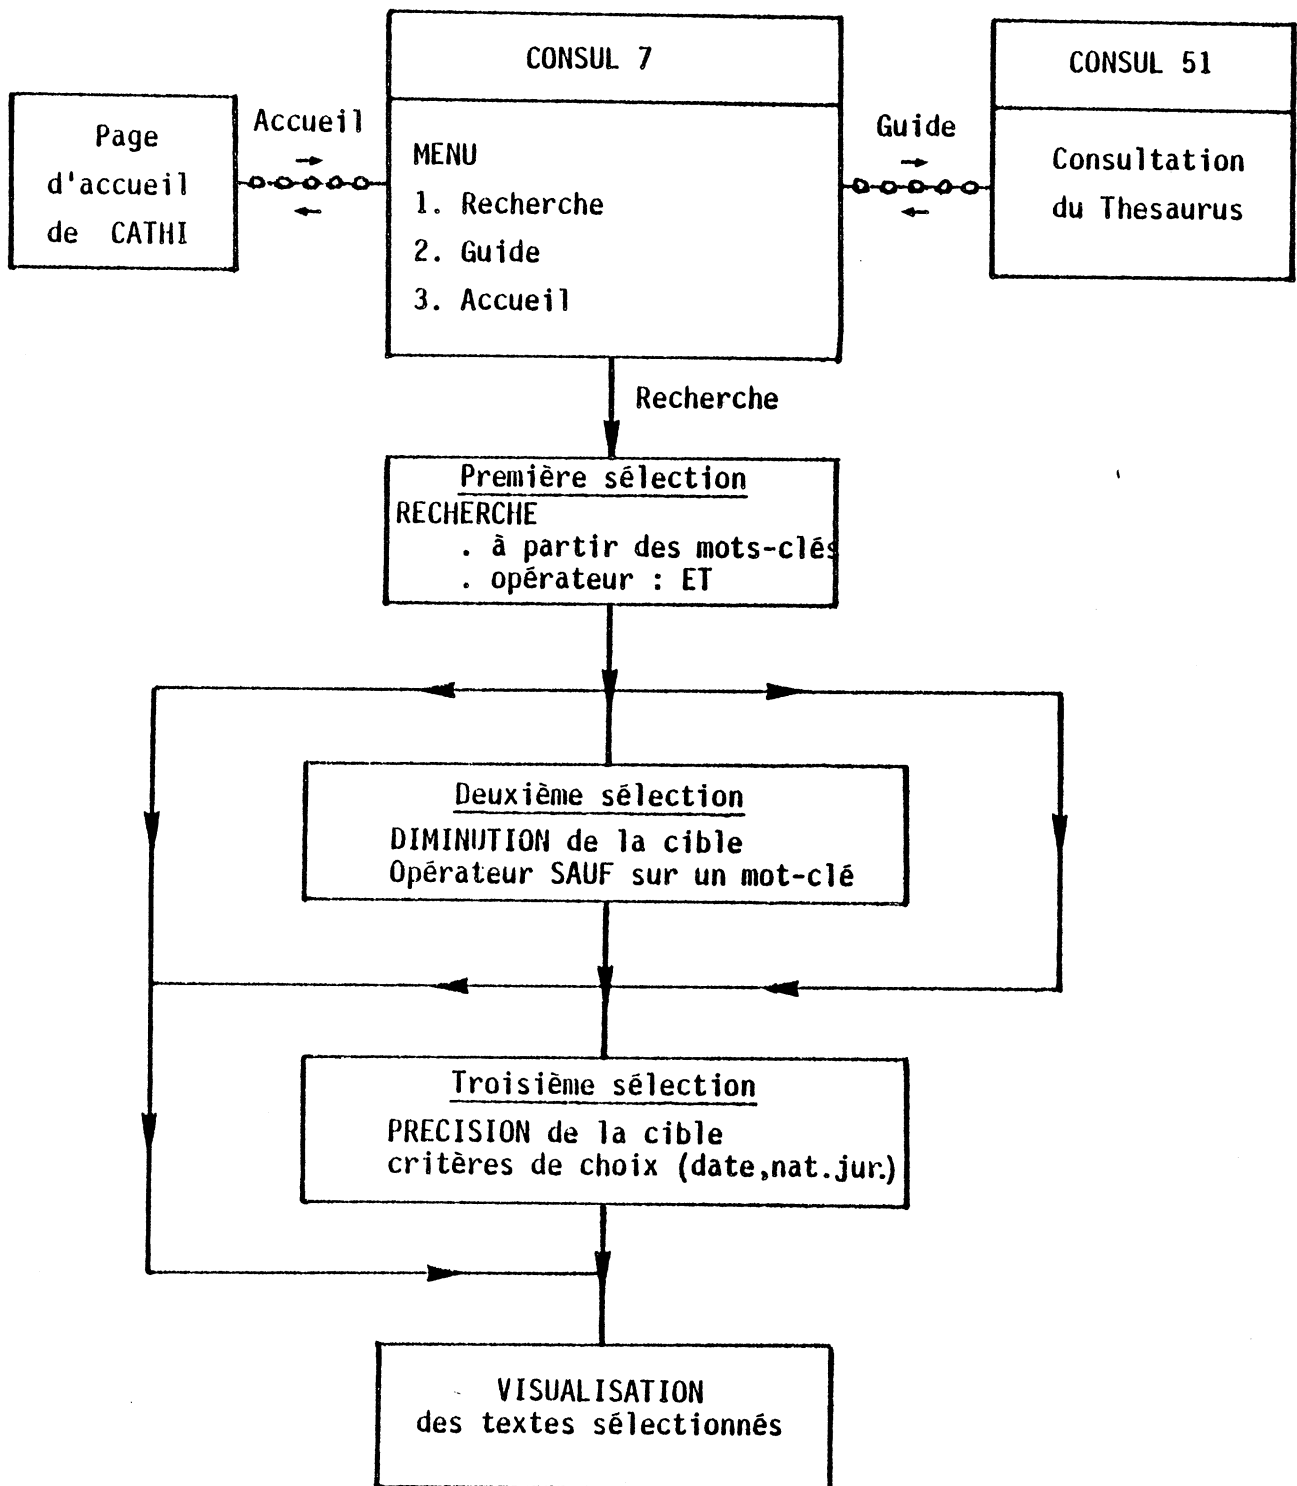 CONSUL 7
CONSUL 51
Page
d'accueil
de CATHI
Accueil
MENU
1. Recherche
2. Guide
3. Accueil
Guide
Consultation
du Thesaurus
Recherche
Première sélection
RECHERCHE
. à partir des mots-clés
. opérateur : ET
Deuxième sélection
DIMINUTION de la cible
Opérateur SAUF sur un mot-clé
Troisième sélection
PRECISION de la cible
critères de choix (date,nat.jur.)
VISUALISATION
des textes sélectionnés